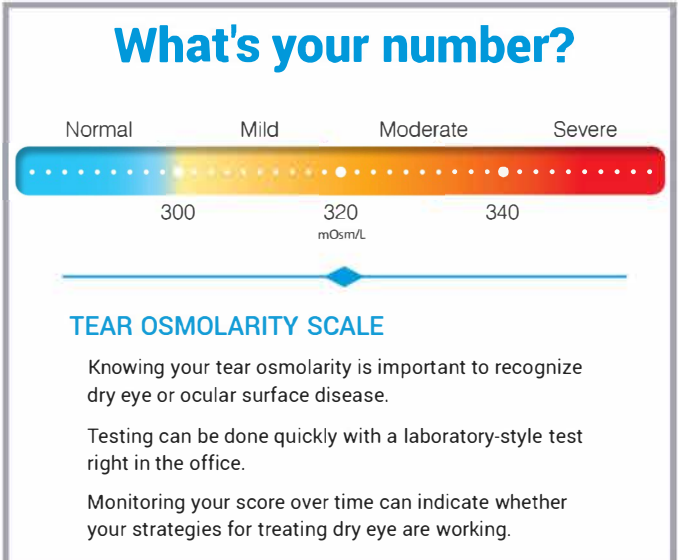 What's your number?
Normal Mild Moderate Severe
300 320 340
mOsm/L
TEAR OSMOLARITY SCALE
Knowing your tear osmolarity is important to recognize
dry eye or ocular surface disease.
Testing can be done quickly with a laboratory-style test
right in the office.
Monitoring your score over time can indicate whether
your strategies for treating dry eye are working.